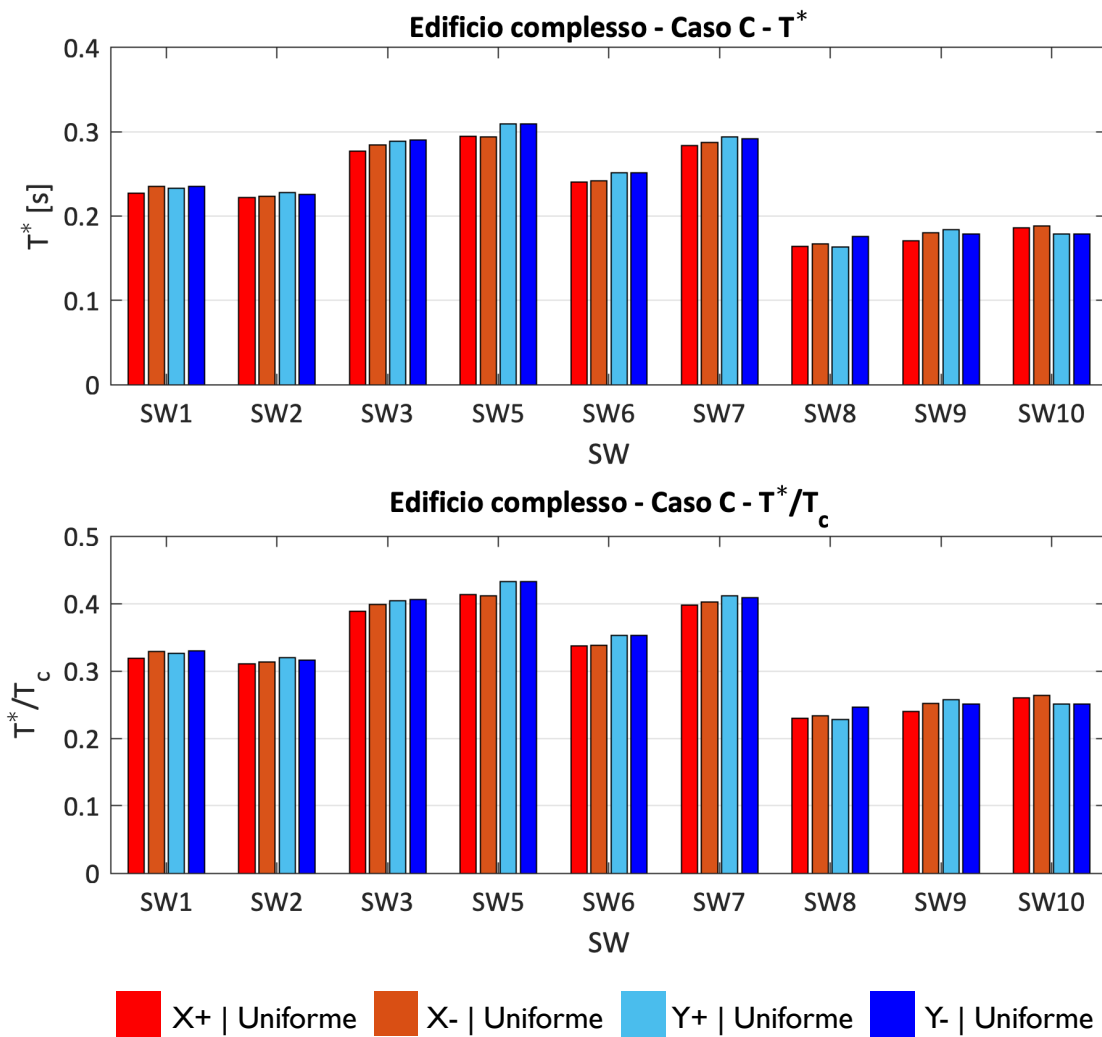 Edificio complesso - Caso C - T*
0.4
0.3
0.2
0.1
0
T* [s]
SW1 SW2 SW3 SW5 SW6 SW7 SW8 SW9 SW10
SW
Edificio complesso - Caso C - T*/Tc
0.5
0.4
0.3
0.2
0.1
0
T*/Tc
SW1 SW2 SW3 SW5 SW6 SW7 SW8 SW9 SW10
SW
X+ | Uniforme X- | Uniforme Y+ | Uniforme Y- | Uniforme